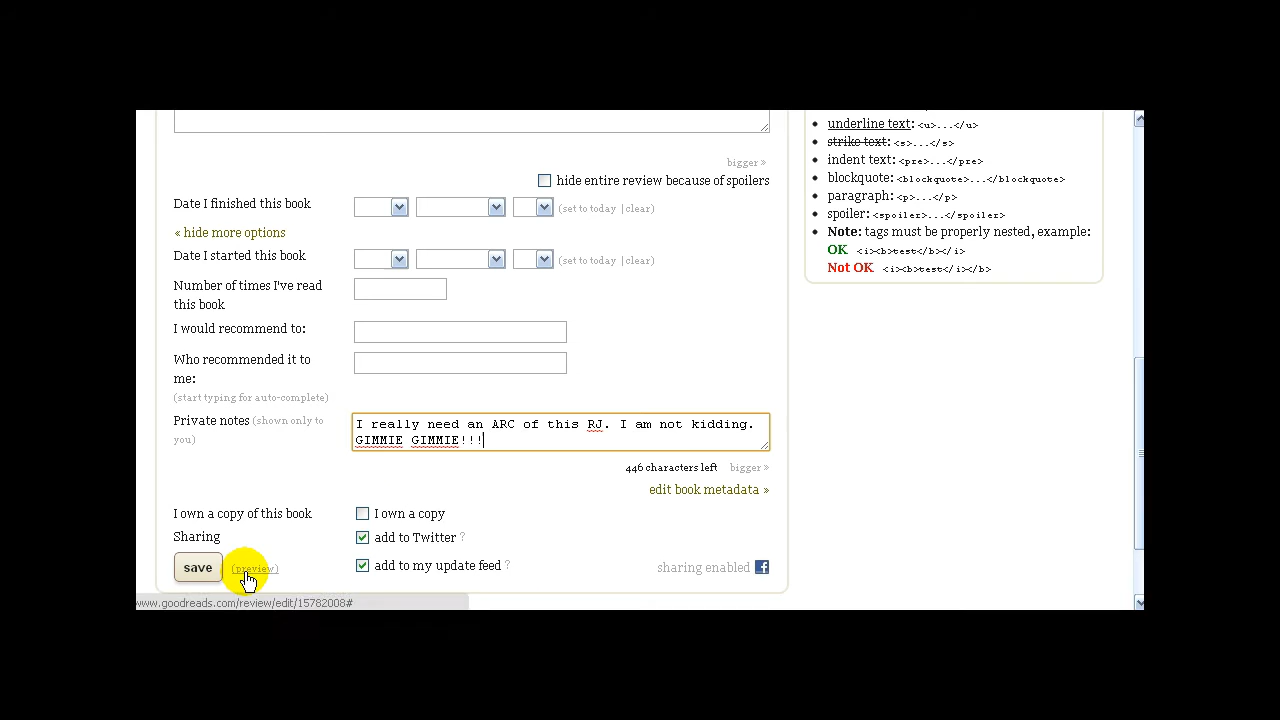 underline text: <u>...</u>
strike text: <s>...</s>
indent text: <pre>...</pre>
blockquote: <blockquote>...</blockquote>
paragraph: <p>...</p>
spoiler: <spoiler>...</spoiler>
Note: tags must be properly nested, example:
OK <i><b>test</b></i>
Not OK <i><b>test</i></b>
bigger »
hide entire review because of spoilers
Date I finished this book (set to today | clear)
« hide more options
Date I started this book (set to today | clear)
Number of times I've read
this book
I would recommend to:
Who recommended it to
me:
(start typing for auto-complete)
Private notes (shown only to
you)
I really need an ARC of this RJ. I am not kidding.
GIMMIE GIMMIE!!!
446 characters left bigger »
edit book metadata »
I own a copy of this book I own a copy
Sharing add to Twitter ?
save (preview) add to my update feed ? sharing enabled f
www.goodreads.com/review/edit/15782008#